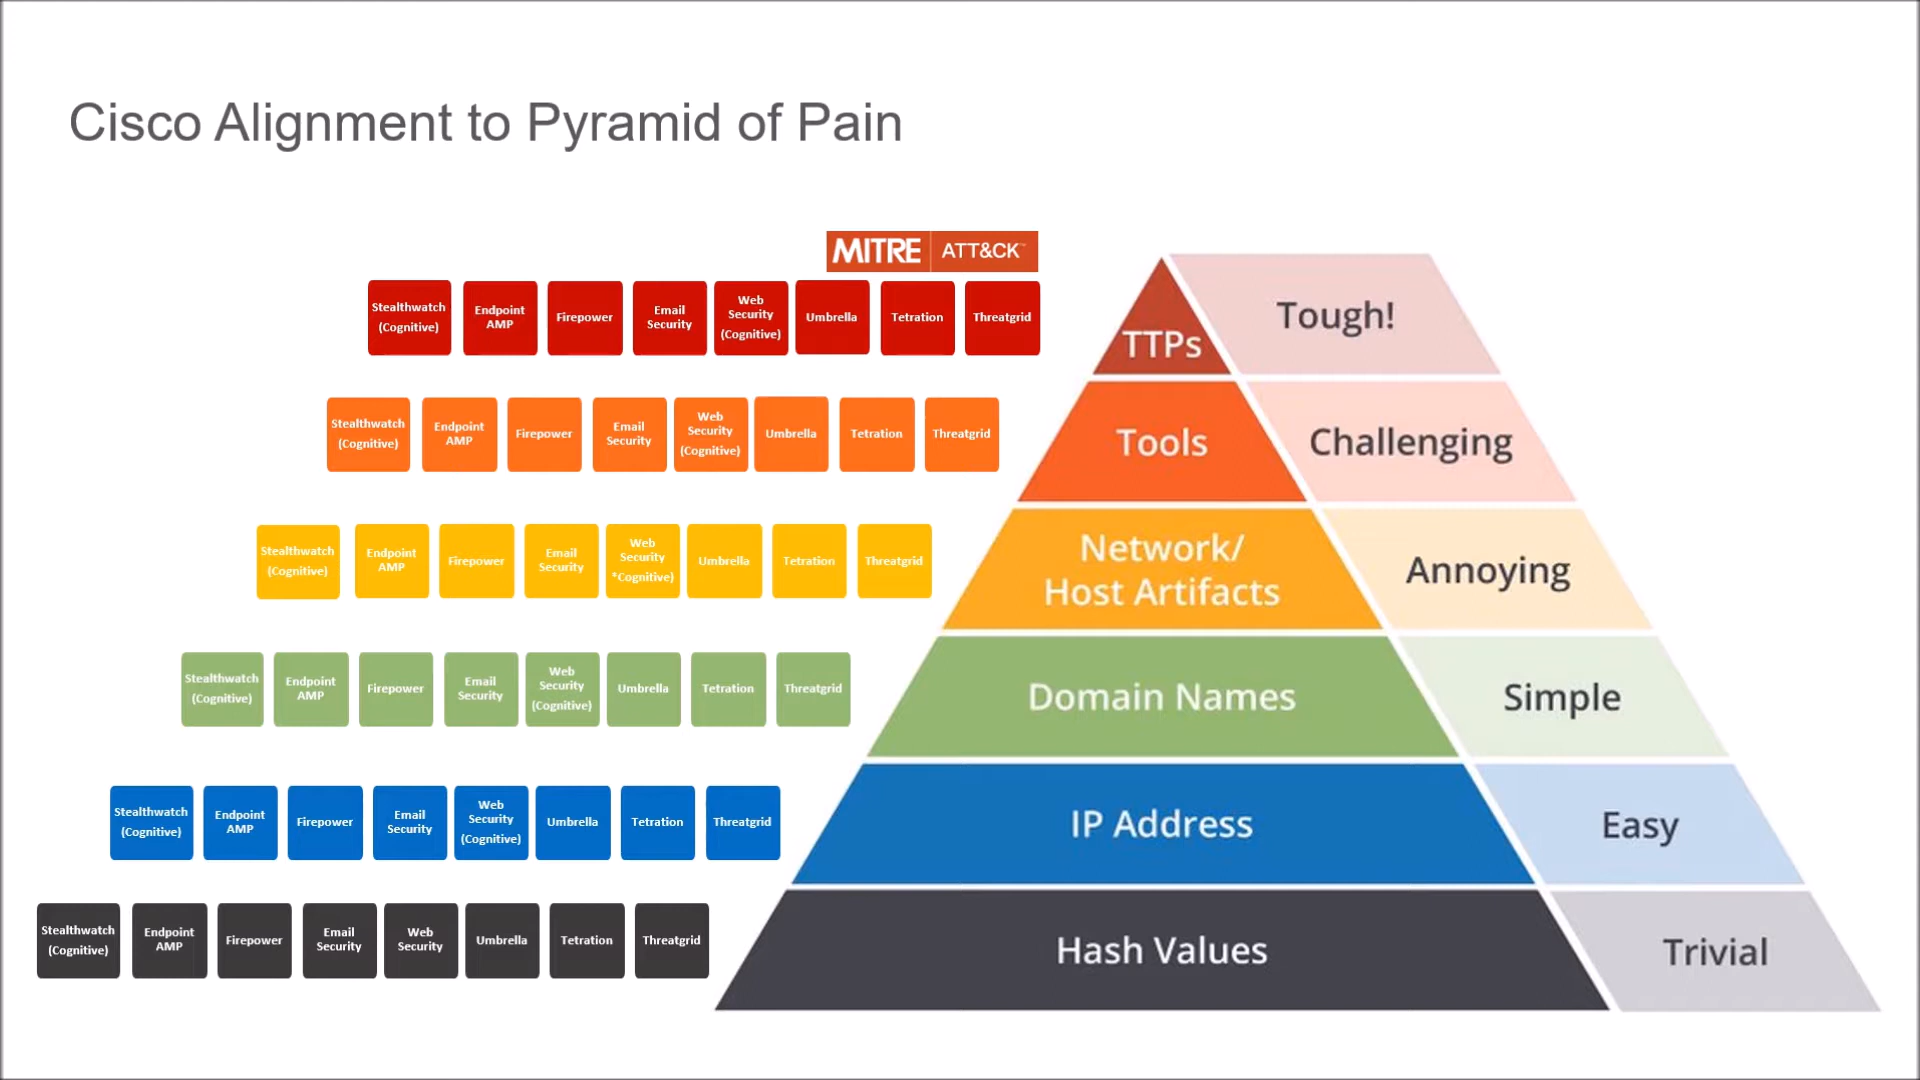 Cisco Alignment to Pyramid of Pain
MITRE ATT&CK™
Stealthwatch
(Cognitive)
Endpoint
AMP
Firepower
Email
Security
Web
Security
(Cognitive)
Umbrella
Tetration
Threatgrid
TTPs
Tough!
Stealthwatch
(Cognitive)
Endpoint
AMP
Firepower
Email
Security
Web
Security
(Cognitive)
Umbrella
Tetration
Threatgrid
Tools
Challenging
Stealthwatch
(Cognitive)
Endpoint
AMP
Firepower
Email
Security
Web
Security
*Cognitive)
Umbrella
Tetration
Threatgrid
Network/
Host Artifacts
Annoying
Stealthwatch
(Cognitive)
Endpoint
AMP
Firepower
Email
Security
Web
Security
(Cognitive)
Umbrella
Tetration
Threatgrid
Domain Names
Simple
Stealthwatch
(Cognitive)
Endpoint
AMP
Firepower
Email
Security
Web
Security
(Cognitive)
Umbrella
Tetration
Threatgrid
IP Address
Easy
Stealthwatch
(Cognitive)
Endpoint
AMP
Firepower
Email
Security
Web
Security
Umbrella
Tetration
Threatgrid
Hash Values
Trivial